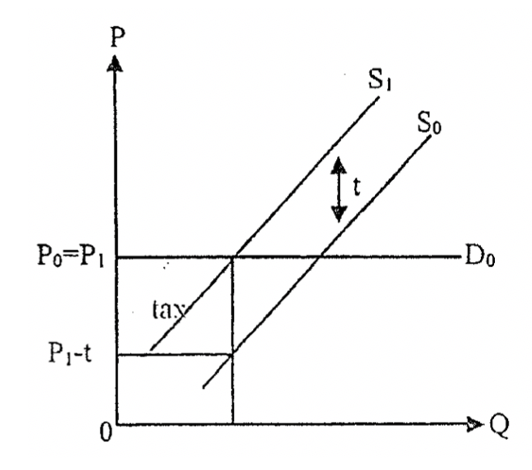 P
S₁
S₀
t
P₀=P₁
D₀
tax
P₁-t
0
Q